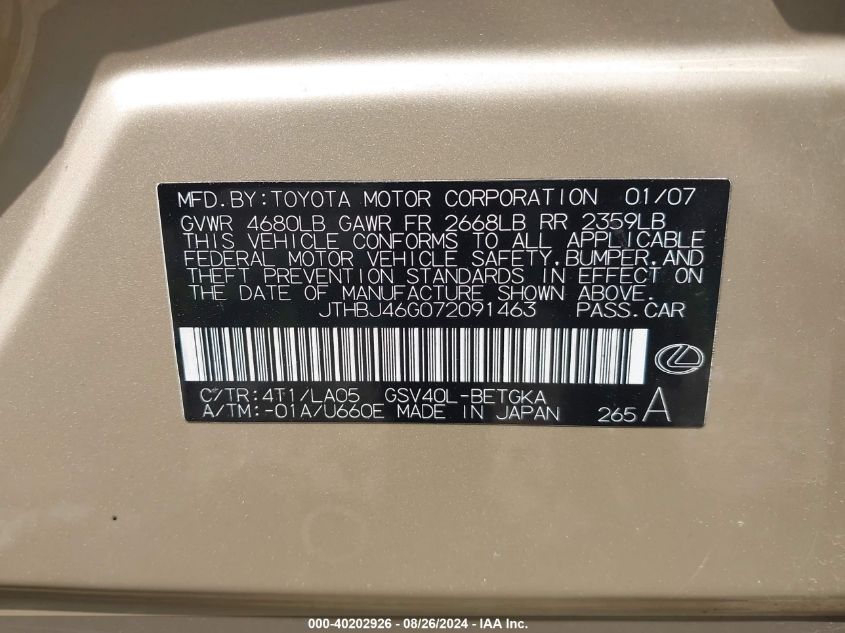 MFD.BY:TOYOTA MOTOR CORPORATION 01/07
GVWR 4680LB GAWR FR 2668LB RR 2359LB
THIS VEHICLE CONFORMS TO ALL APPLICABLE
FEDERAL MOTOR VEHICLE SAFETY,BUMPER,AND
THEFT PREVENTION STANDARDS IN EFFECT ON
THE DATE OF MANUFACTURE SHOWN ABOVE.
JTHBJ46G072091463 PASS.CAR
C/TR:4T1/LA05 GSV40L-BETGKA
A/TM:-01A/U660E MADE IN JAPAN 265 A
000-40202926 - 08/26/2024 - IAA Inc.